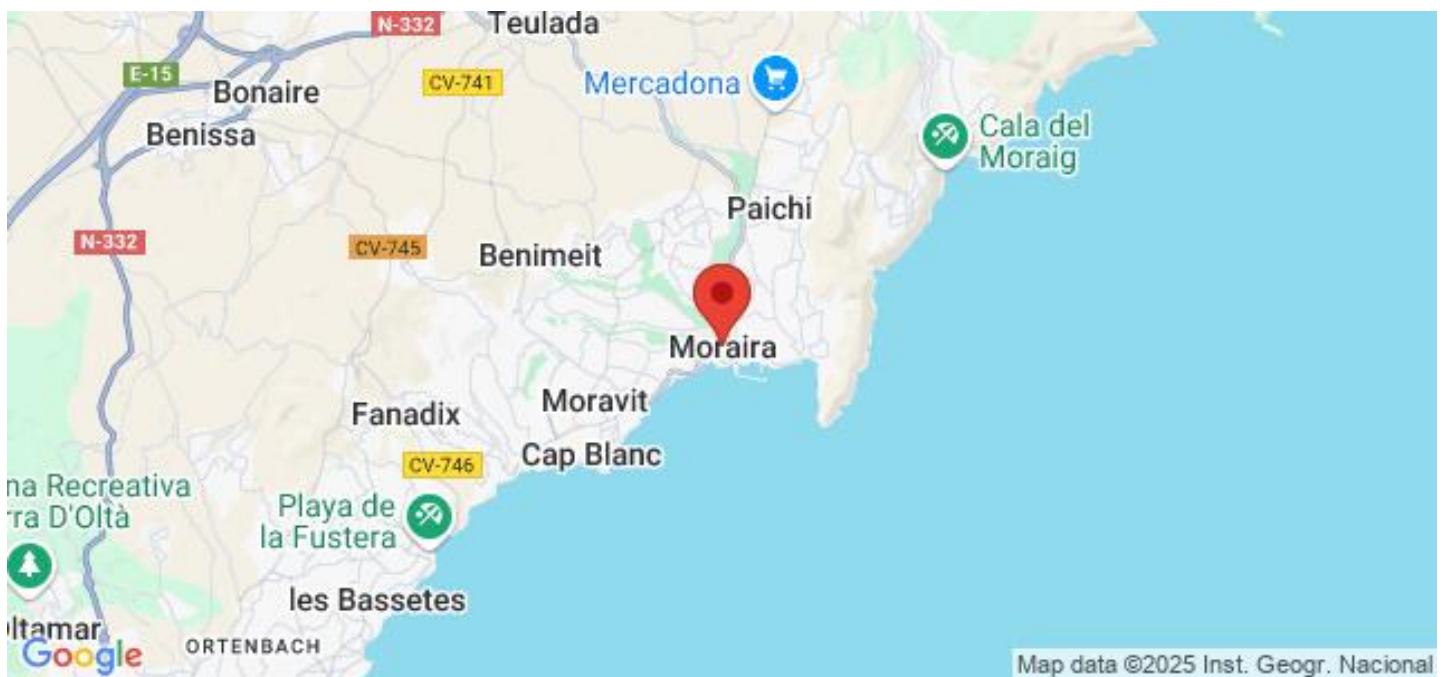 N-332
Teulada
E-15
CV-741
Mercadona
Bonaire
Benissa
Cala del
Moraig
Paichi
N-332
CV-745
Benimeit
Moraira
Moravit
Fanadix
Cap Blanc
CV-746
na Recreativa
rra D'Oltà
Playa de
la Fustera
les Bassetes
ltamar
ORTENBACH
Google
Map data ©2025 Inst. Geogr. Nacional